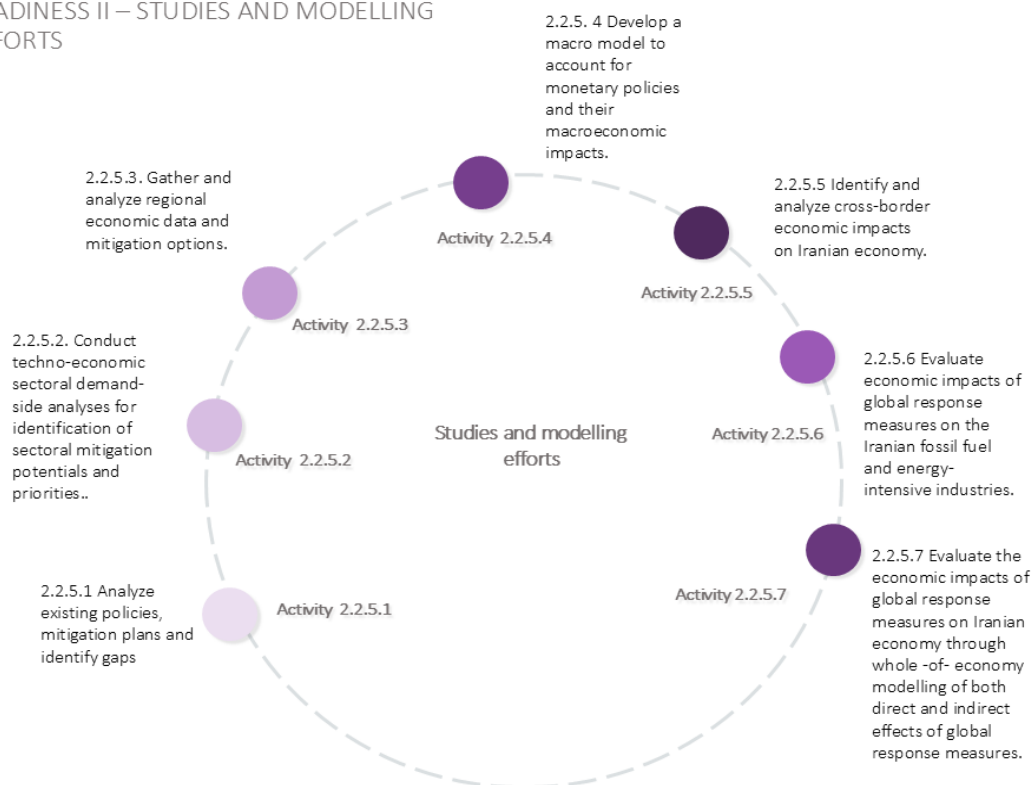 ADINESS II – STUDIES AND MODELLING
FORTS
2.2.5. 4 Develop a
macro model to
account for
monetary policies
and their
macroeconomic
impacts.
2.2.5.3. Gather and
analyze regional
economic data and
mitigation options.
2.2.5.5 Identify and
analyze cross-border
economic impacts
on Iranian economy.
Activity 2.2.5.4
Activity 2.2.5.5
Activity 2.2.5.3
2.2.5.2. Conduct
techno-economic
sectoral demand-
side analyses for
identification of
sectoral mitigation
potentials and
priorities..
2.2.5.6 Evaluate
economic impacts of
global response
measures on the
Iranian fossil fuel
and energy-
intensive industries.
Studies and modelling
efforts
Activity 2.2.5.6
Activity 2.2.5.2
2.2.5.1 Analyze
existing policies,
mitigation plans and
identify gaps
Activity 2.2.5.1
Activity 2.2.5.7
2.2.5.7 Evaluate the
economic impacts of
global response
measures on Iranian
economy through
whole -of- economy
modelling of both
direct and indirect
effects of global
response measures.